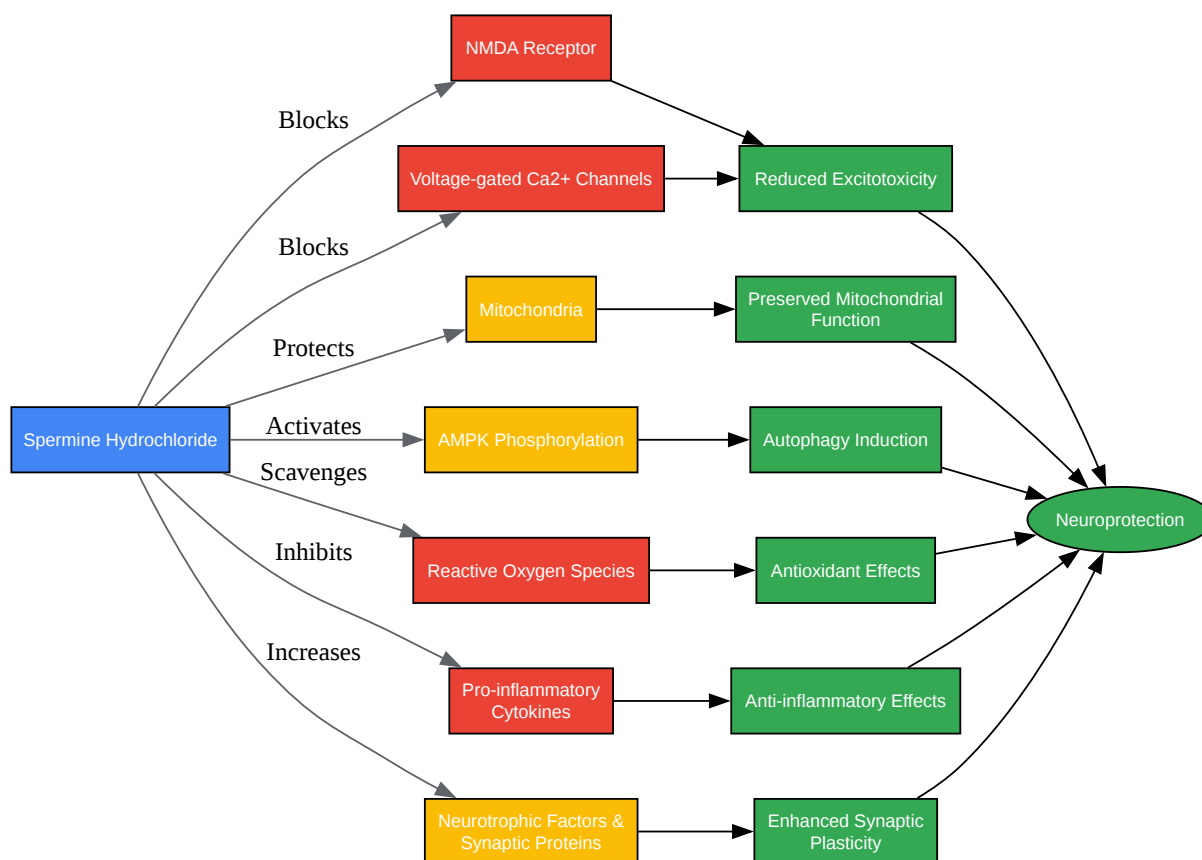 NMDA Receptor
Blocks
Voltage-gated Ca2+ Channels
Reduced Excitotoxicity
Blocks
Mitochondria
Preserved Mitochondrial
Function
Protects
Spermine Hydrochloride
Activates
AMPK Phosphorylation
Autophagy Induction
Scavenges
Neuroprotection
Inhibits
Reactive Oxygen Species
Antioxidant Effects
Increases
Pro-inflammatory
Cytokines
Anti-inflammatory Effects
Neurotrophic Factors &
Synaptic Proteins
Enhanced Synaptic
Plasticity